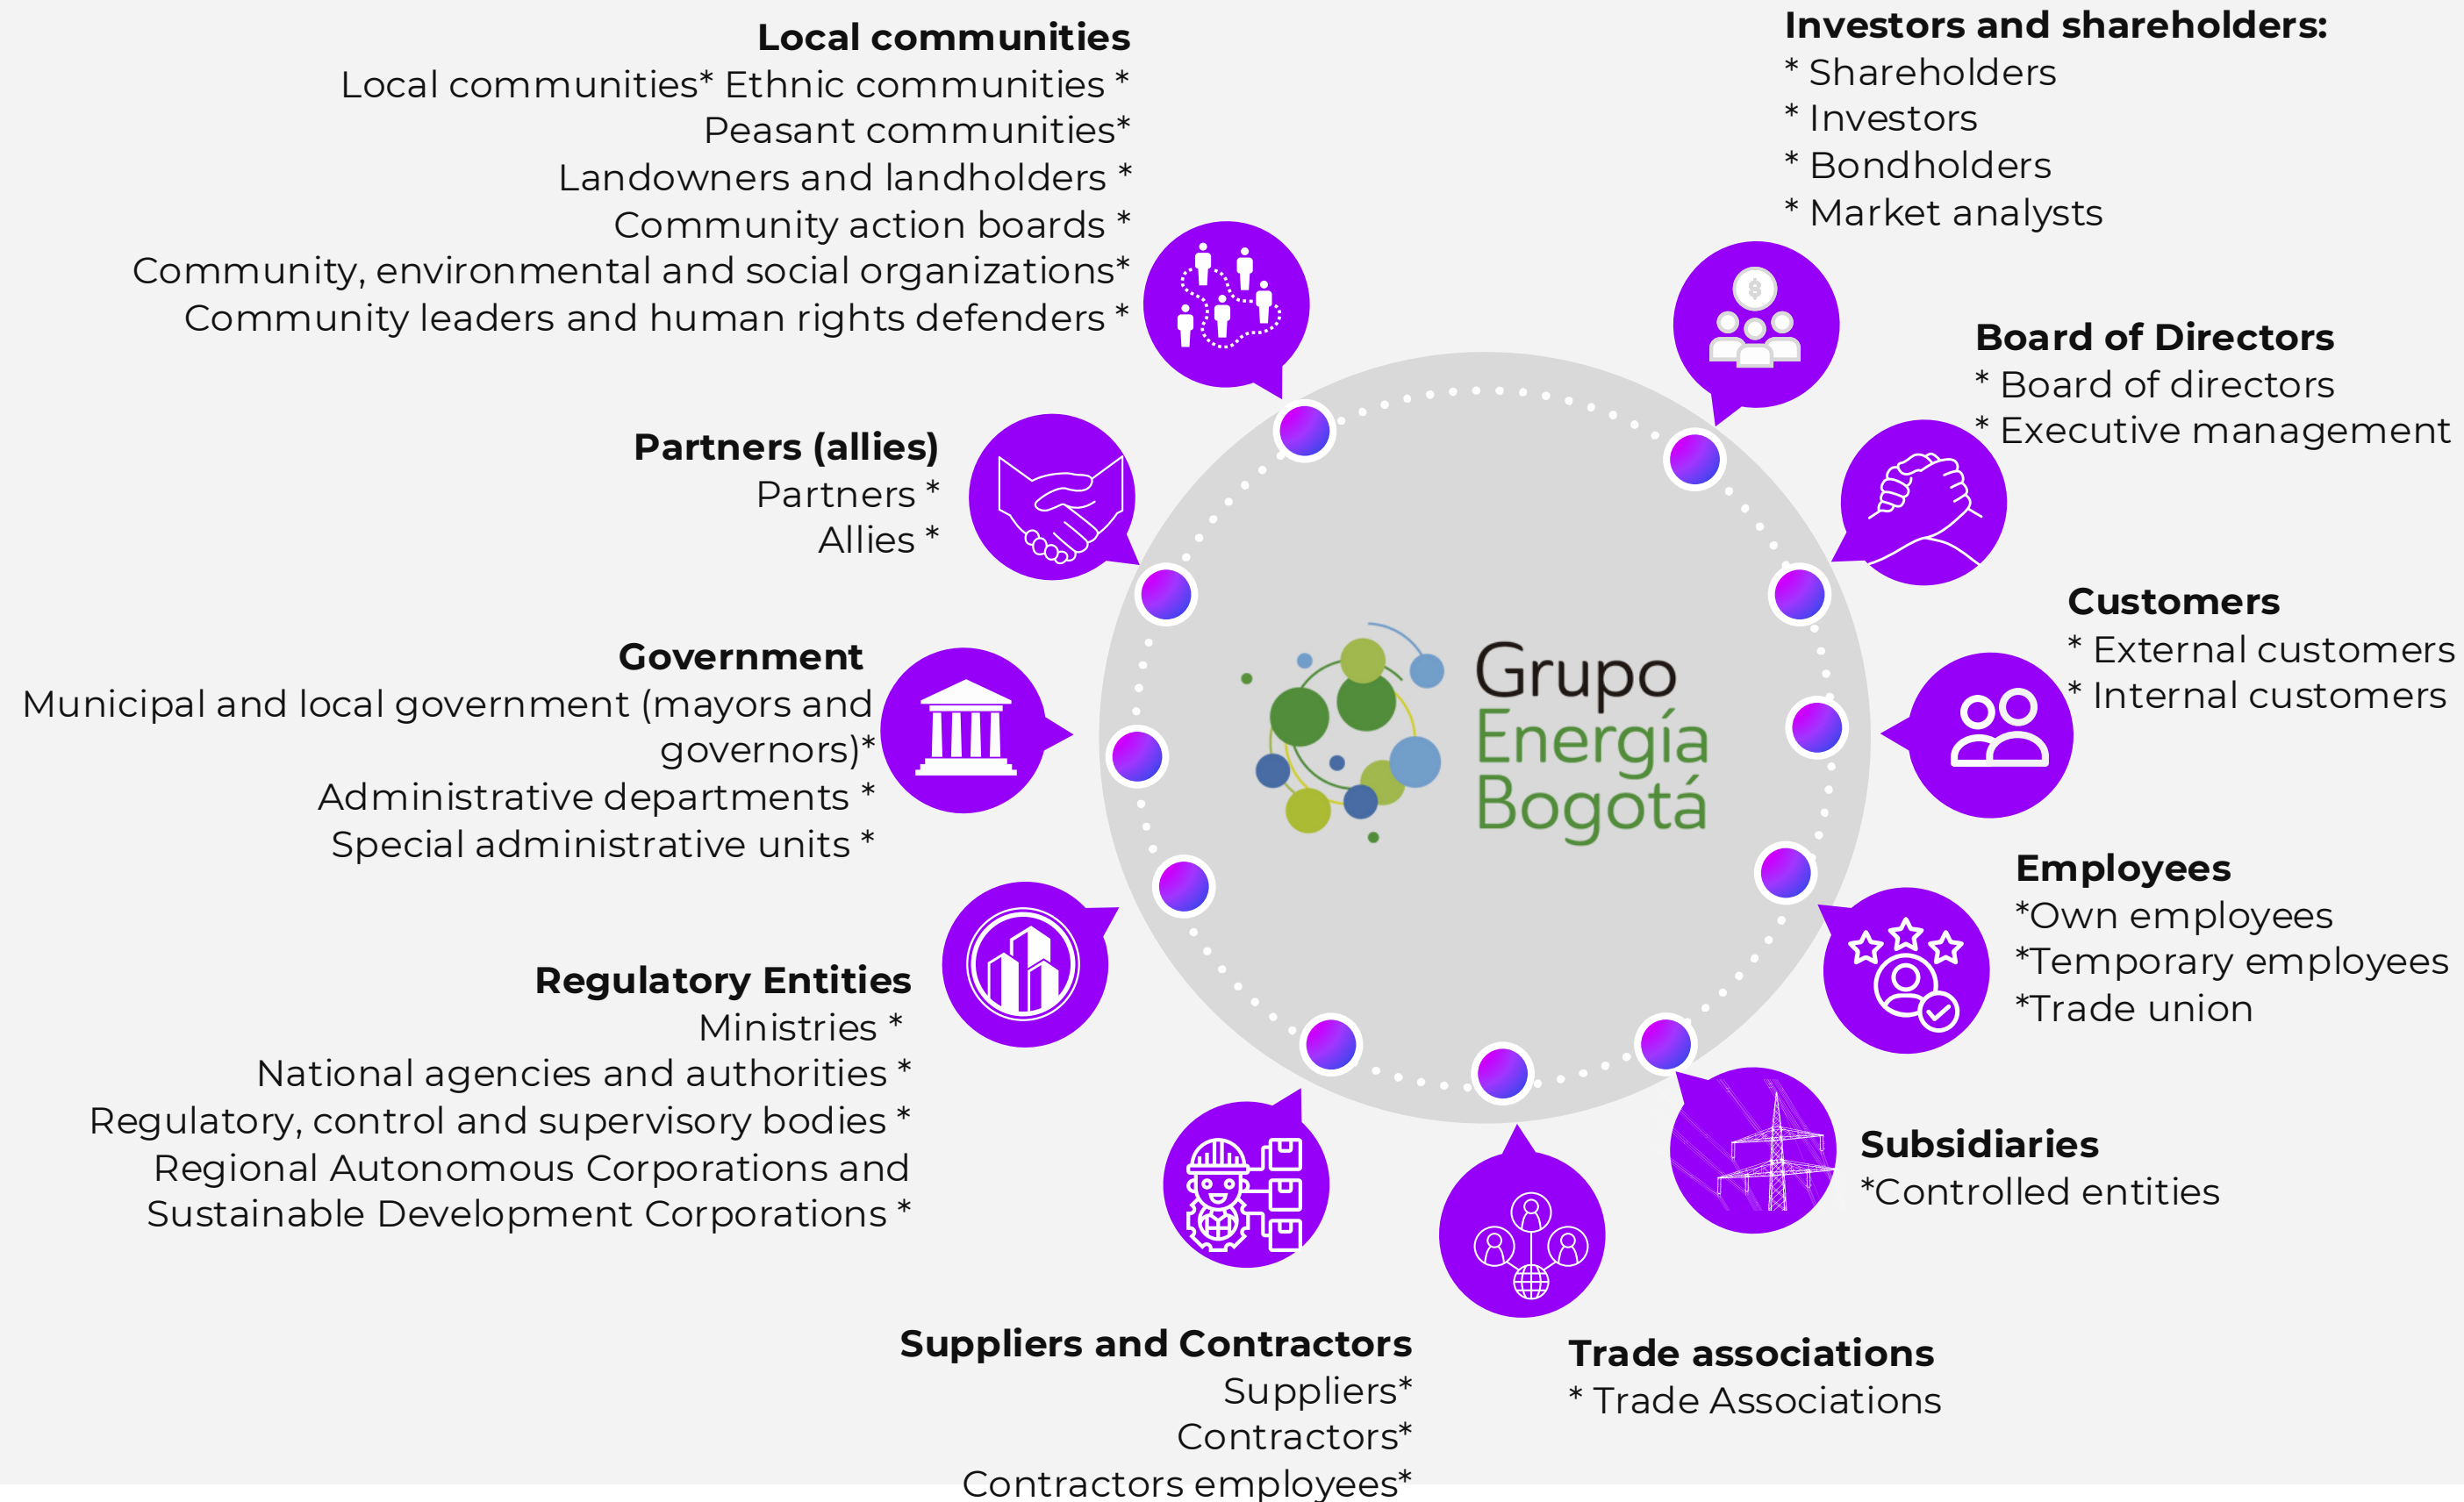 Local communities
Local communities* Ethnic communities *
Peasant communities*
Landowners and landholders *
Community action boards *
Community, environmental and social organizations*
Community leaders and human rights defenders *
Investors and shareholders:
* Shareholders
* Investors
* Bondholders
* Market analysts
Board of Directors
* Board of directors
* Executive management
Partners (allies)
Partners *
Allies *
Customers
* External customers
* Internal customers
Government
Municipal and local government (mayors and
governors)*
Administrative departments *
Special administrative units *
Grupo
Energía
Bogotá
Employees
*Own employees
*Temporary employees
*Trade union
Regulatory Entities
Ministries *
National agencies and authorities *
Regulatory, control and supervisory bodies *
Regional Autonomous Corporations and
Sustainable Development Corporations *
Subsidiaries
*Controlled entities
Suppliers and Contractors
Suppliers*
Contractors*
Contractors employees*
Trade associations
* Trade Associations